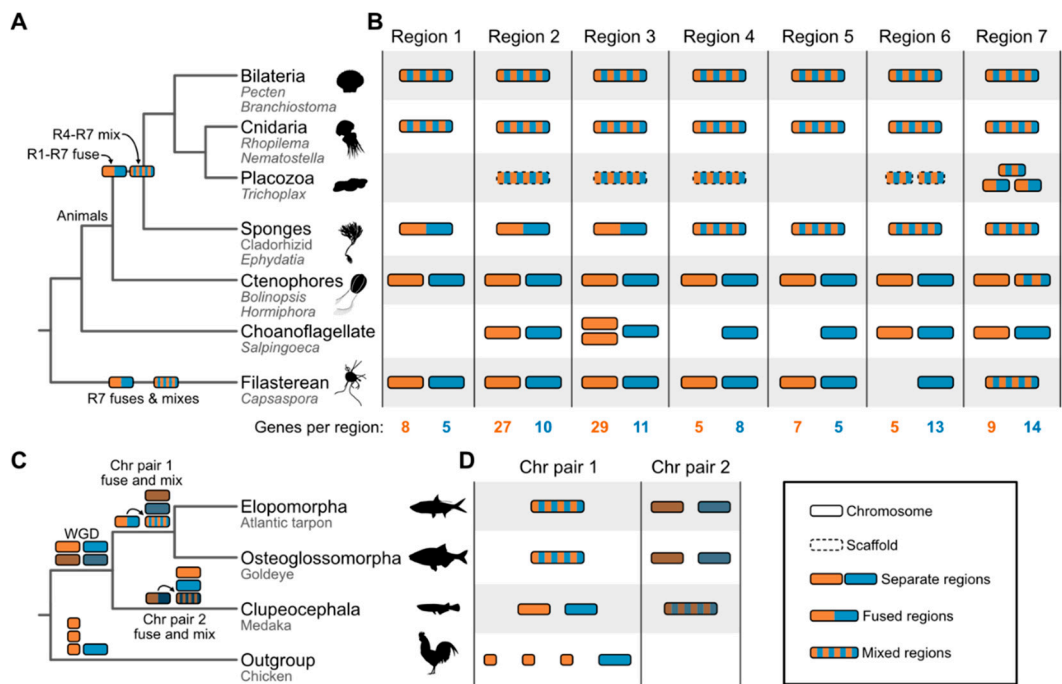 A
B
Region 1 Region 2 Region 3 Region 4 Region 5 Region 6 Region 7
Bilateria
Pecten
Branchiostoma
R4-R7 mix
R1-R7 fuse
Cnidaria
Rhopilema
Nematostella
Placozoa
Trichoplax
Animals
Sponges
Cladorhizid
Ephydatia
Ctenophores
Bolinopsis
Hormiphora
Choanoflagellate
Salpingoeca
Filasterean
Capsaspora
R7 fuses & mixes
Genes per region: 8 5 27 10 29 11 5 8 7 5 5 13 9 14
C
Chr pair 1
fuse and mix
WGD
Elopomorpha
Atlantic tarpon
Osteoglossomorpha
Goldeye
Clupeocephala
Medaka
Chr pair 2
fuse and mix
Outgroup
Chicken
D
Chr pair 1 Chr pair 2
Chromosome
Scaffold
Separate regions
Fused regions
Mixed regions